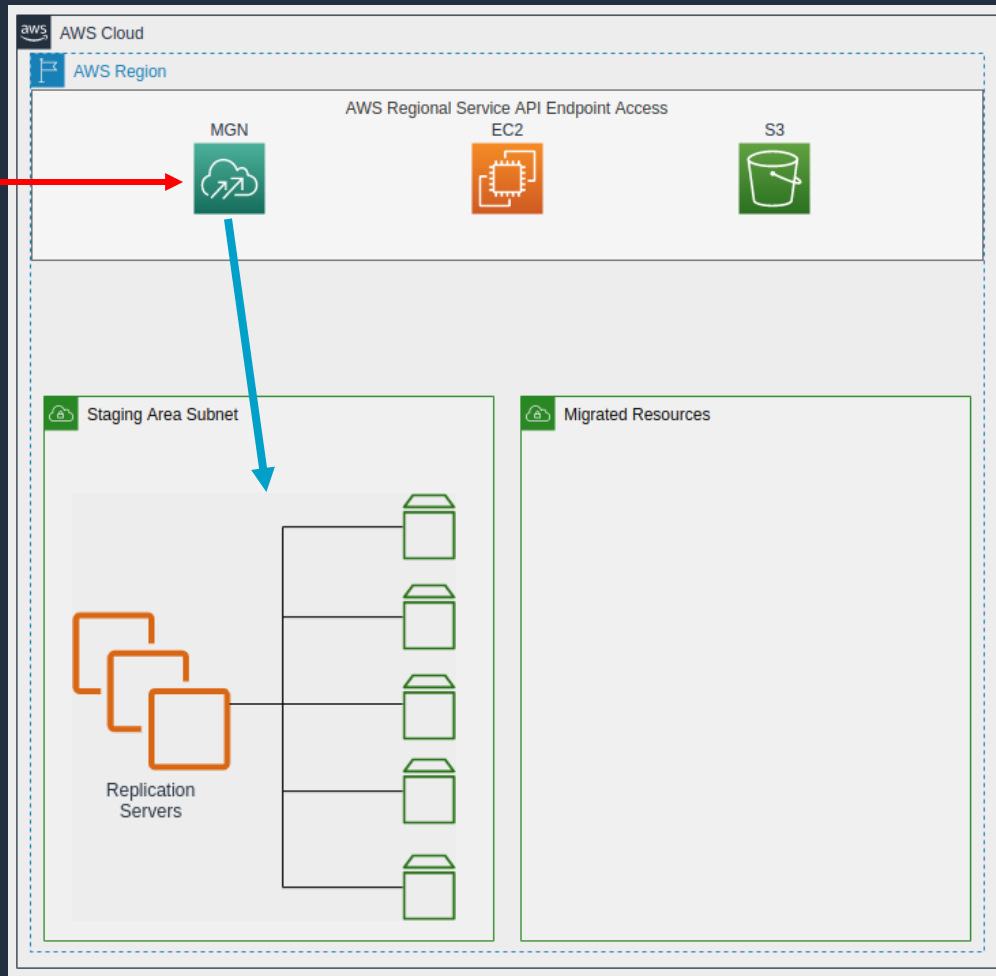 aws
AWS Cloud
AWS Region
AWS Regional Service API Endpoint Access
MGN
EC2
S3
Staging Area Subnet
Migrated Resources
Replication
Servers